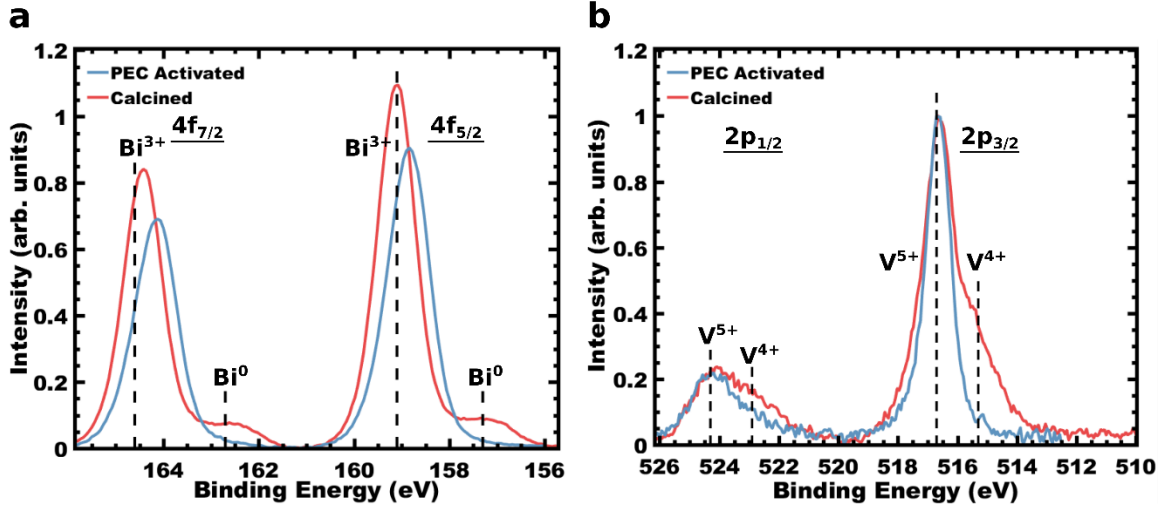 a
1.2
1
0.8
0.6
0.4
0.2
0
Intensity (arb. units)
PEC Activated
Calcined
Bi³⁺ 4f₇/₂
Bi³⁺ 4f₅/₂
Bi⁰
Bi⁰
164 162 160 158 156
Binding Energy (eV)
b
1.2
1
0.8
0.6
0.4
0.2
0
Intensity (arb. units)
PEC Activated
Calcined
2p₁/₂
2p₃/₂
V⁵⁺
V⁴⁺
V⁵⁺
V⁴⁺
526 524 522 520 518 516 514 512 510
Binding Energy (eV)